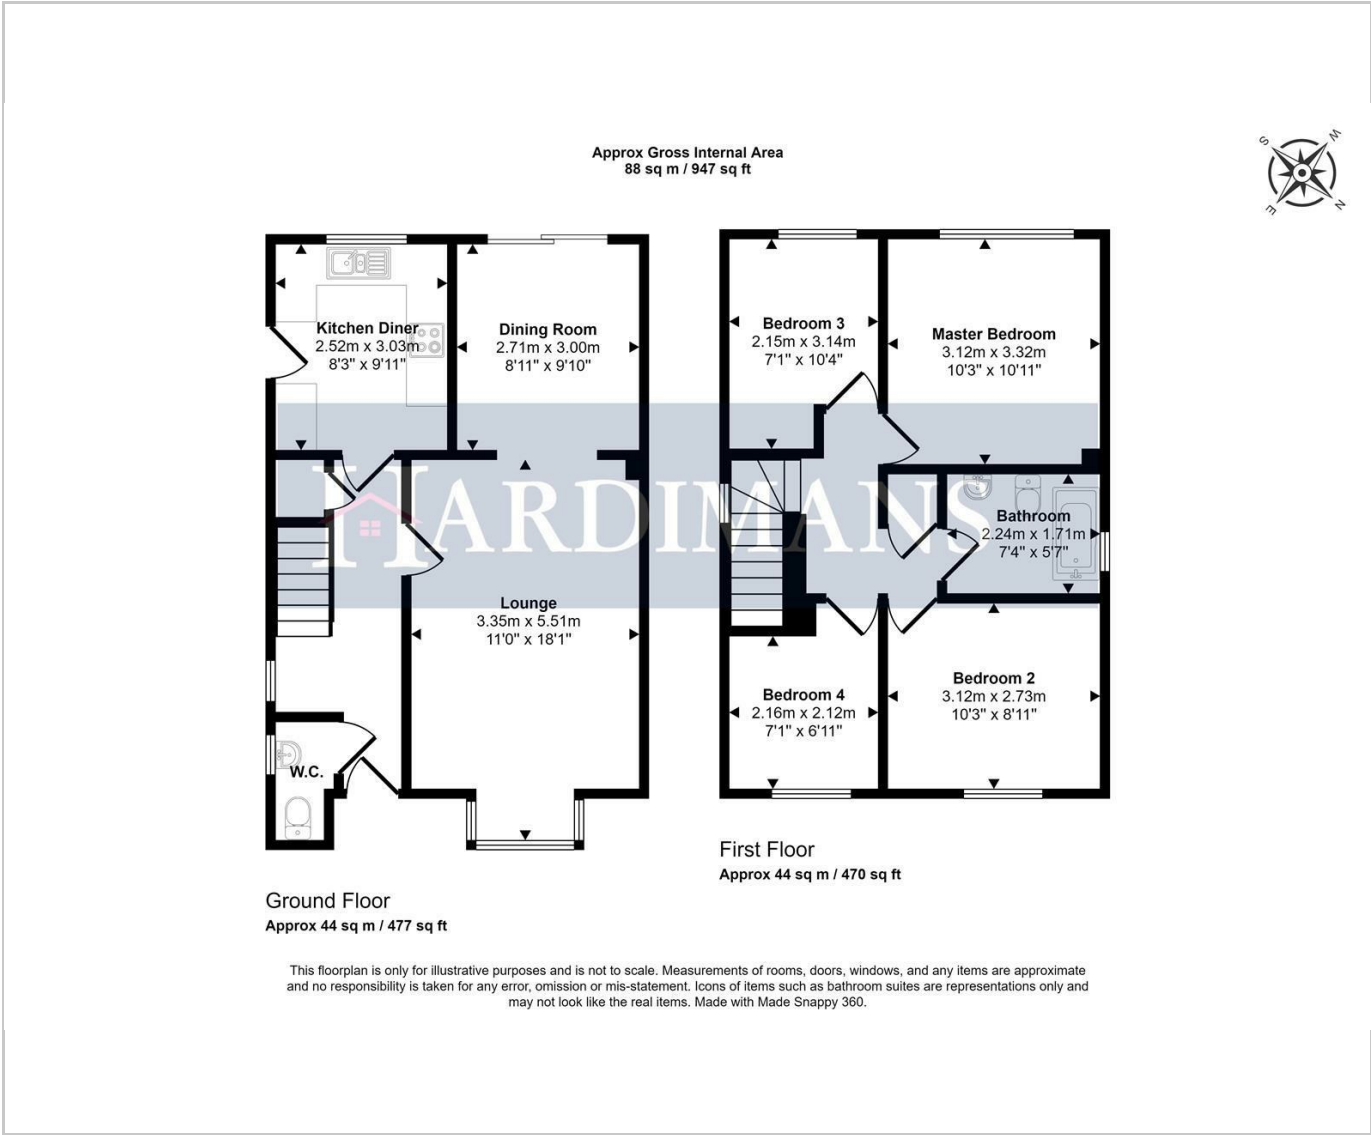 Approx Gross Internal Area
88 sq m / 947 sq ft
S
W
E
N
Kitchen Diner
2.52m x 3.03m
8'3" x 9'11"
Dining Room
2.71m x 3.00m
8'11" x 9'10"
Bedroom 3
2.15m x 3.14m
7'1" x 10'4"
Master Bedroom
3.12m x 3.32m
10'3" x 10'11"
HARDIMANS
Bathroom
2.24m x 1.71m
7'4" x 5'7"
Lounge
3.35m x 5.51m
11'0" x 18'1"
W.C.
Bedroom 4
2.16m x 2.12m
7'1" x 6'11"
Bedroom 2
3.12m x 2.73m
10'3" x 8'11"
Ground Floor
Approx 44 sq m / 477 sq ft
First Floor
Approx 44 sq m / 470 sq ft
This floorplan is only for illustrative purposes and is not to scale. Measurements of rooms, doors, windows, and any items are approximate
and no responsibility is taken for any error, omission or mis-statement. Icons of items such as bathroom suites are representations only and
may not look like the real items. Made with Made Snappy 360.